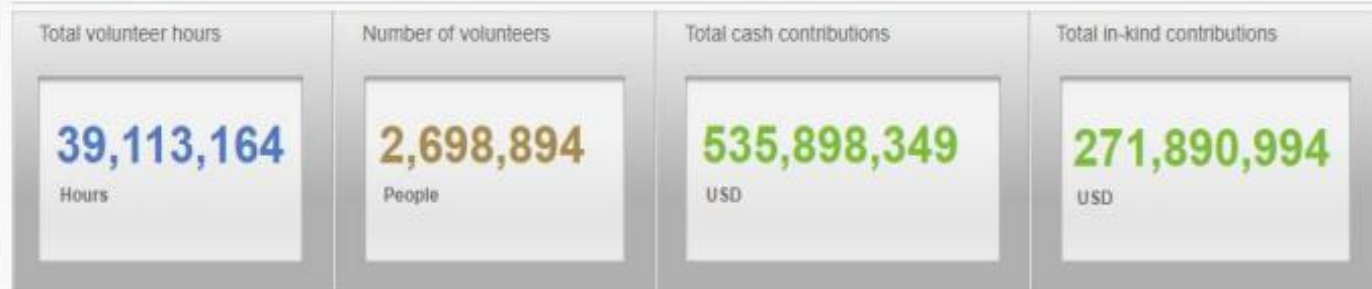 Total volunteer hours
39,113,164
Hours
Number of volunteers
2,698,894
People
Total cash contributions
535,898,349
USD
Total in-kind contributions
271,890,994
USD